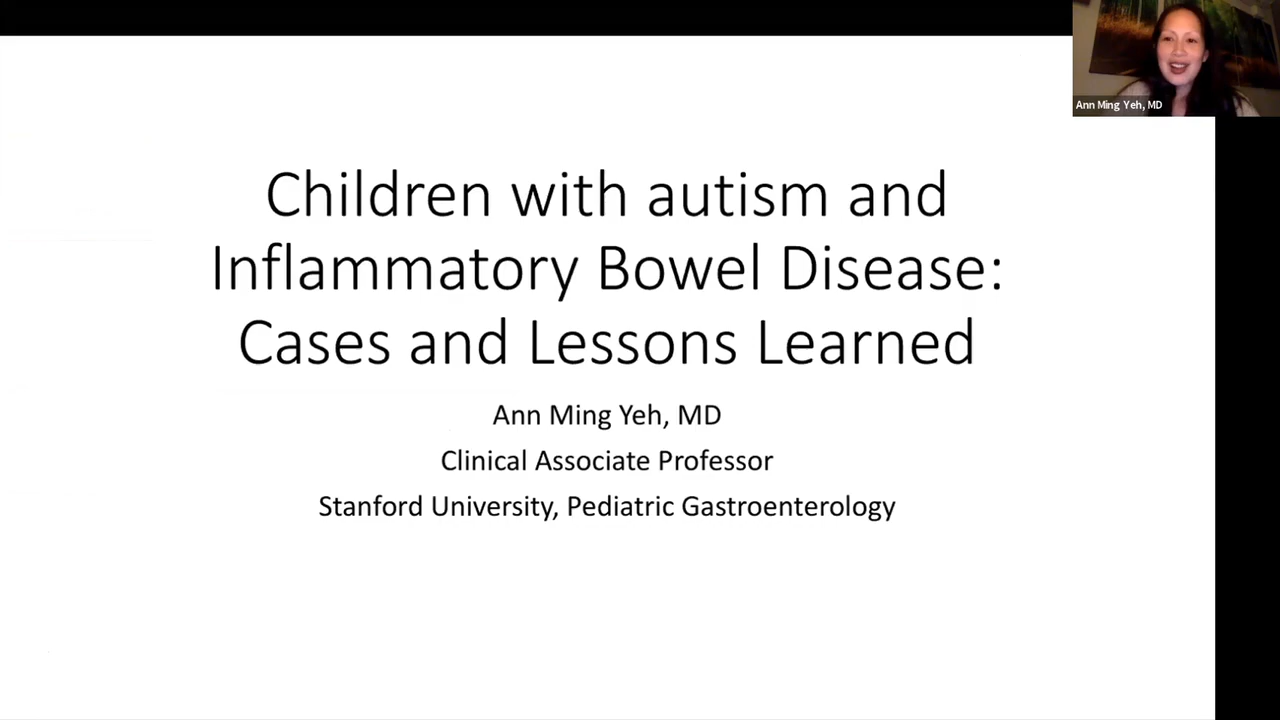 Ann Ming Yeh, MD
Children with autism and
Inflammatory Bowel Disease:
Cases and Lessons Learned
Ann Ming Yeh, MD
Clinical Associate Professor
Stanford University, Pediatric Gastroenterology